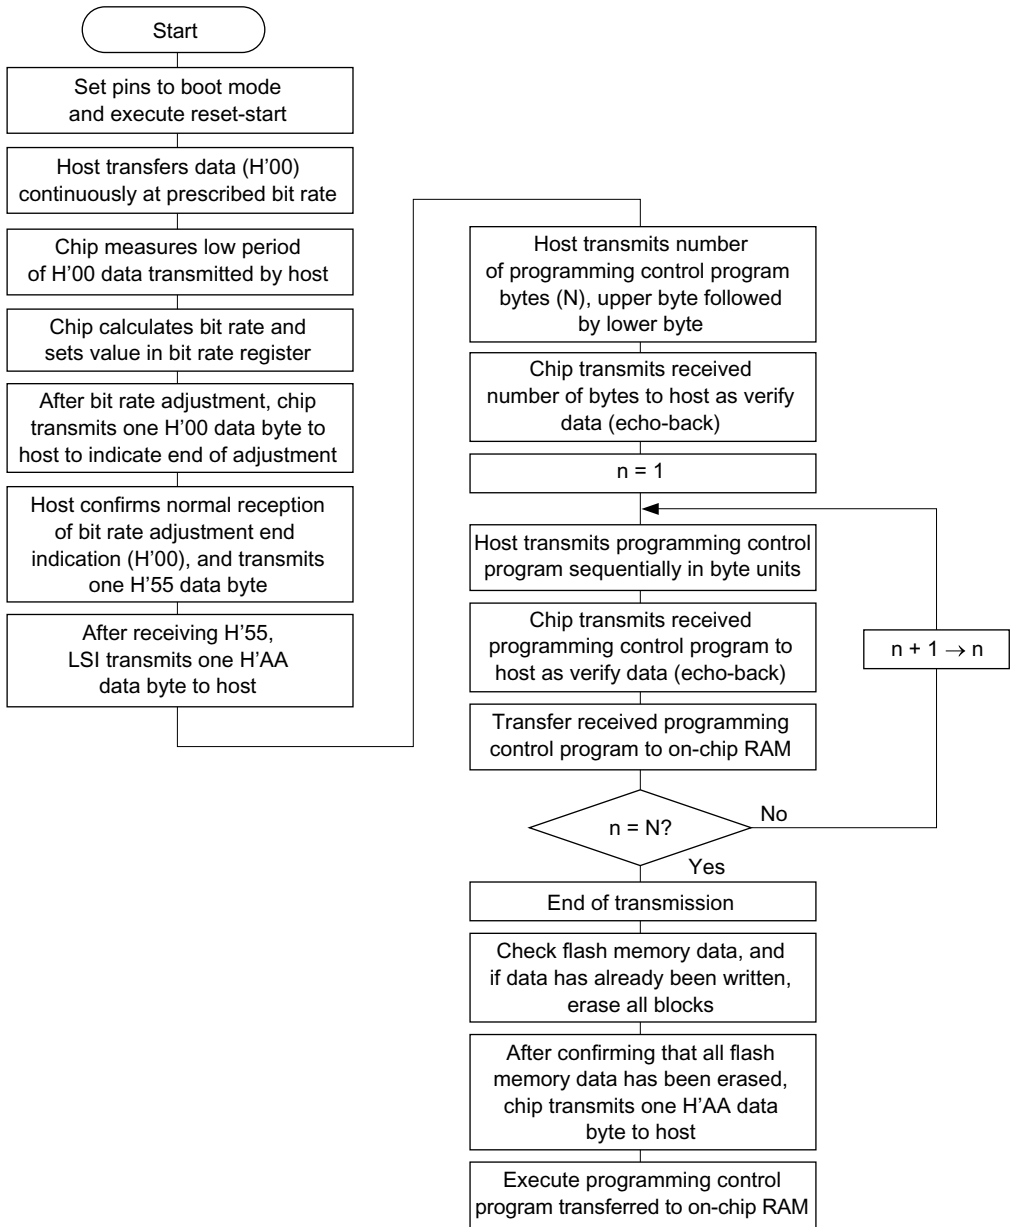 Start
Set pins to boot mode
and execute reset-start
Host transfers data (H'00)
continuously at prescribed bit rate
Chip measures low period
of H'00 data transmitted by host
Chip calculates bit rate and
sets value in bit rate register
After bit rate adjustment, chip
transmits one H'00 data byte to
host to indicate end of adjustment
Host confirms normal reception
of bit rate adjustment end
indication (H'00), and transmits
one H'55 data byte
After receiving H'55,
LSI transmits one H'AA
data byte to host
Host transmits number
of programming control program
bytes (N), upper byte followed
by lower byte
Chip transmits received
number of bytes to host as verify
data (echo-back)
n = 1
Host transmits programming control
program sequentially in byte units
Chip transmits received
programming control program to
host as verify data (echo-back)
n + 1 → n
Transfer received programming
control program to on-chip RAM
n = N?
No
Yes
End of transmission
Check flash memory data, and
if data has already been written,
erase all blocks
After confirming that all flash
memory data has been erased,
chip transmits one H'AA data
byte to host
Execute programming control
program transferred to on-chip RAM